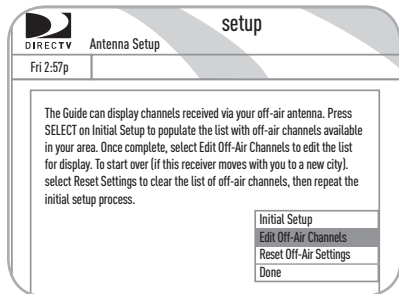 setup
DIRECTV
Antenna Setup
Fri 2:57p
The Guide can display channels received via your off-air antenna. Press
SELECT on Initial Setup to populate the list with off-air channels available
in your area. Once complete, select Edit Off-Air Channels to edit the list
for display. To start over (if this receiver moves with you to a new city).
select Reset Settings to clear the list of off-air channels, then repeat the
initial setup process.
Initial Setup
Edit Off-Air Channels
Reset Off-Air Settings
Done